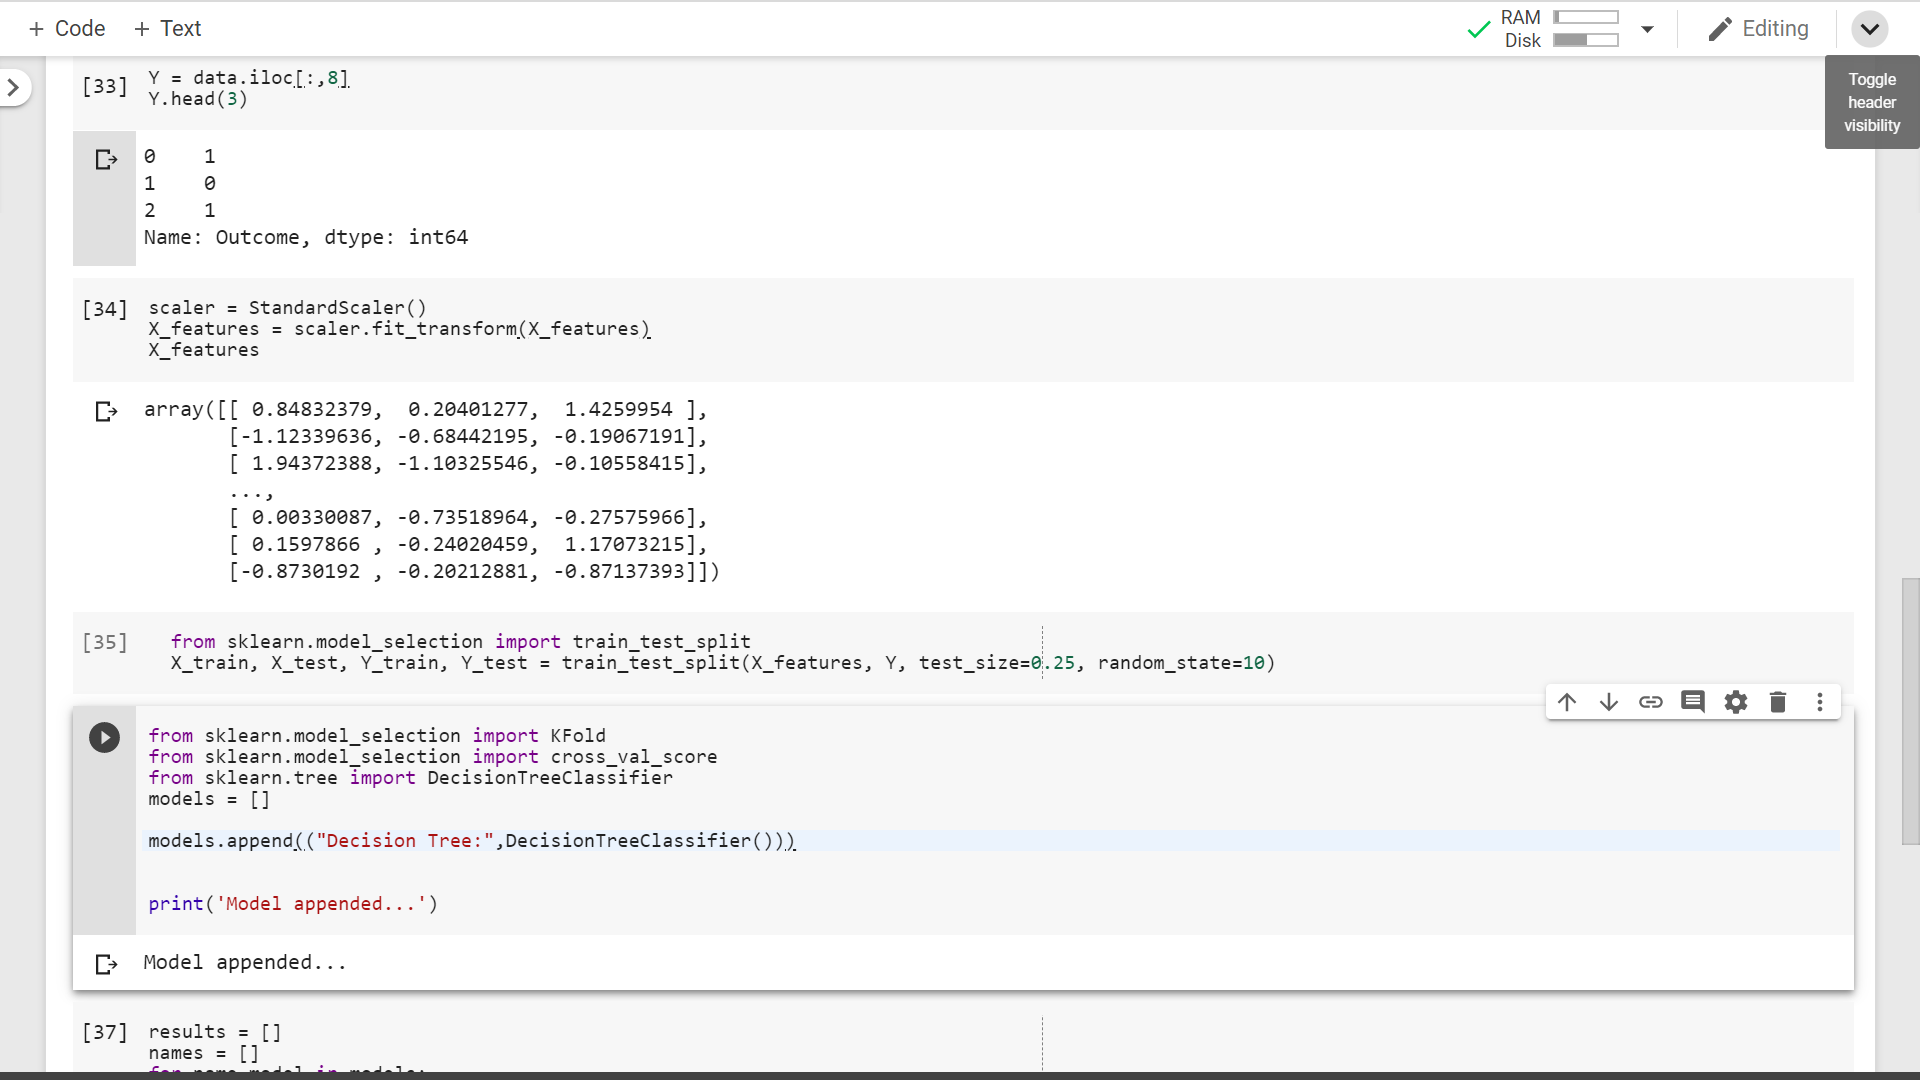 + Code + Text
RAM
Disk
Editing
Toggle
header
visibility
[33] Y = data.iloc[:,8]
Y.head(3)
0    1
1    0
2    1
Name: Outcome, dtype: int64
[34] scaler = StandardScaler()
X_features = scaler.fit_transform(X_features)
X_features
array([[ 0.84832379,  0.20401277,  1.4259954 ],
[-1.12339636, -0.68442195, -0.19067191],
[ 1.94372388, -1.10325546, -0.10558415],
...,
[ 0.00330087, -0.73518964, -0.27575966],
[ 0.1597866 , -0.24020459,  1.17073215],
[-0.8730192 , -0.20212881, -0.87137393]])
[35] from sklearn.model_selection import train_test_split
X_train, X_test, Y_train, Y_test = train_test_split(X_features, Y, test_size=0.25, random_state=10)
from sklearn.model_selection import KFold
from sklearn.model_selection import cross_val_score
from sklearn.tree import DecisionTreeClassifier
models = []
models.append(("Decision Tree:",DecisionTreeClassifier()))
print('Model appended...')
Model appended...
[37] results = []
names = []
for name,model in models: